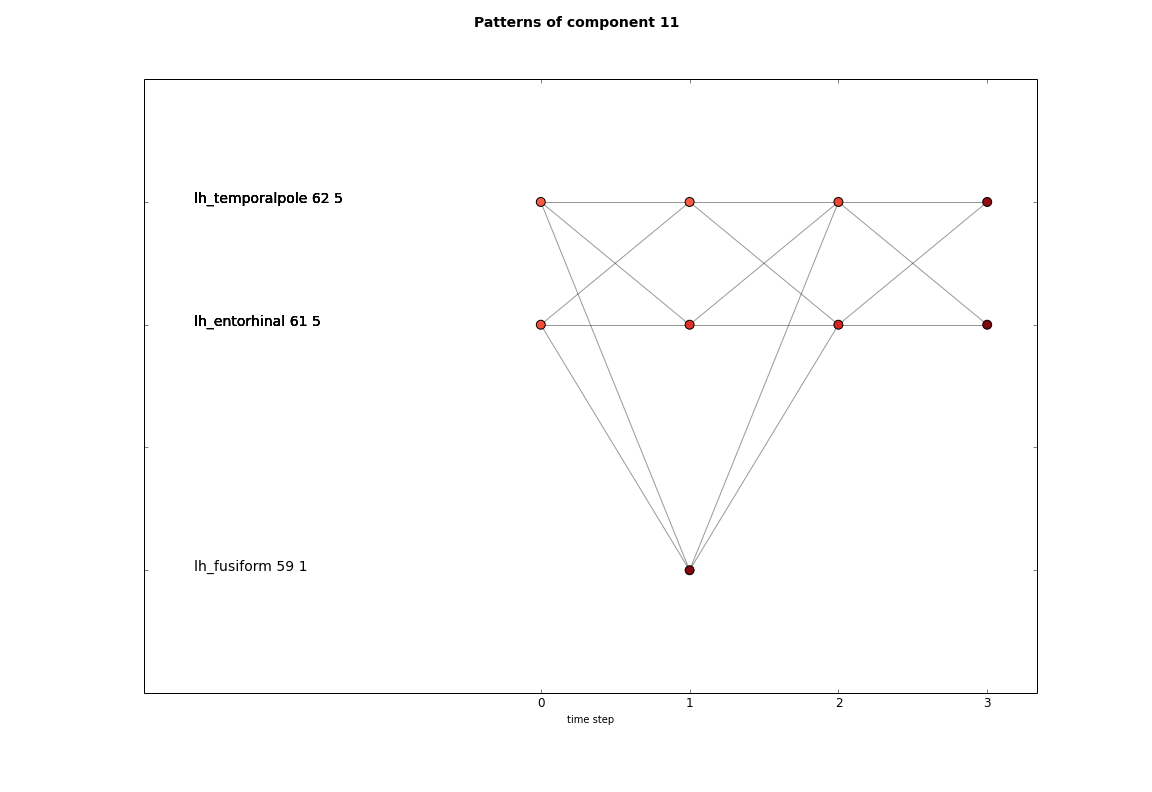 Patterns of component 11
lh_temporalpole 62 5
lh_entorhinal 61 5
lh_fusiform 59 1
0 1 2 3
time step